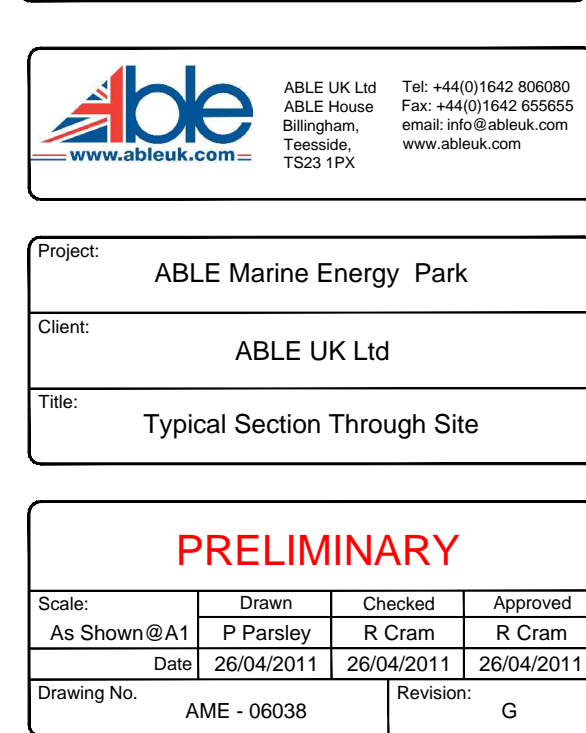 able
www.ableuk.com
ABLE UK Ltd
ABLE House
Billingham,
Teesside,
TS23 1PX
Tel: +44(0)1642 806080
Fax: +44(0)1642 655655
email: info@ableuk.com
www.ableuk.com
Project:
ABLE Marine Energy Park
Client:
ABLE UK Ltd
Title:
Typical Section Through Site
PRELIMINARY
Scale: Drawn Checked Approved
As Shown@A1 P Parsley R Cram R Cram
Date 26/04/2011 26/04/2011 26/04/2011
Drawing No. Revision:
AME - 06038 G